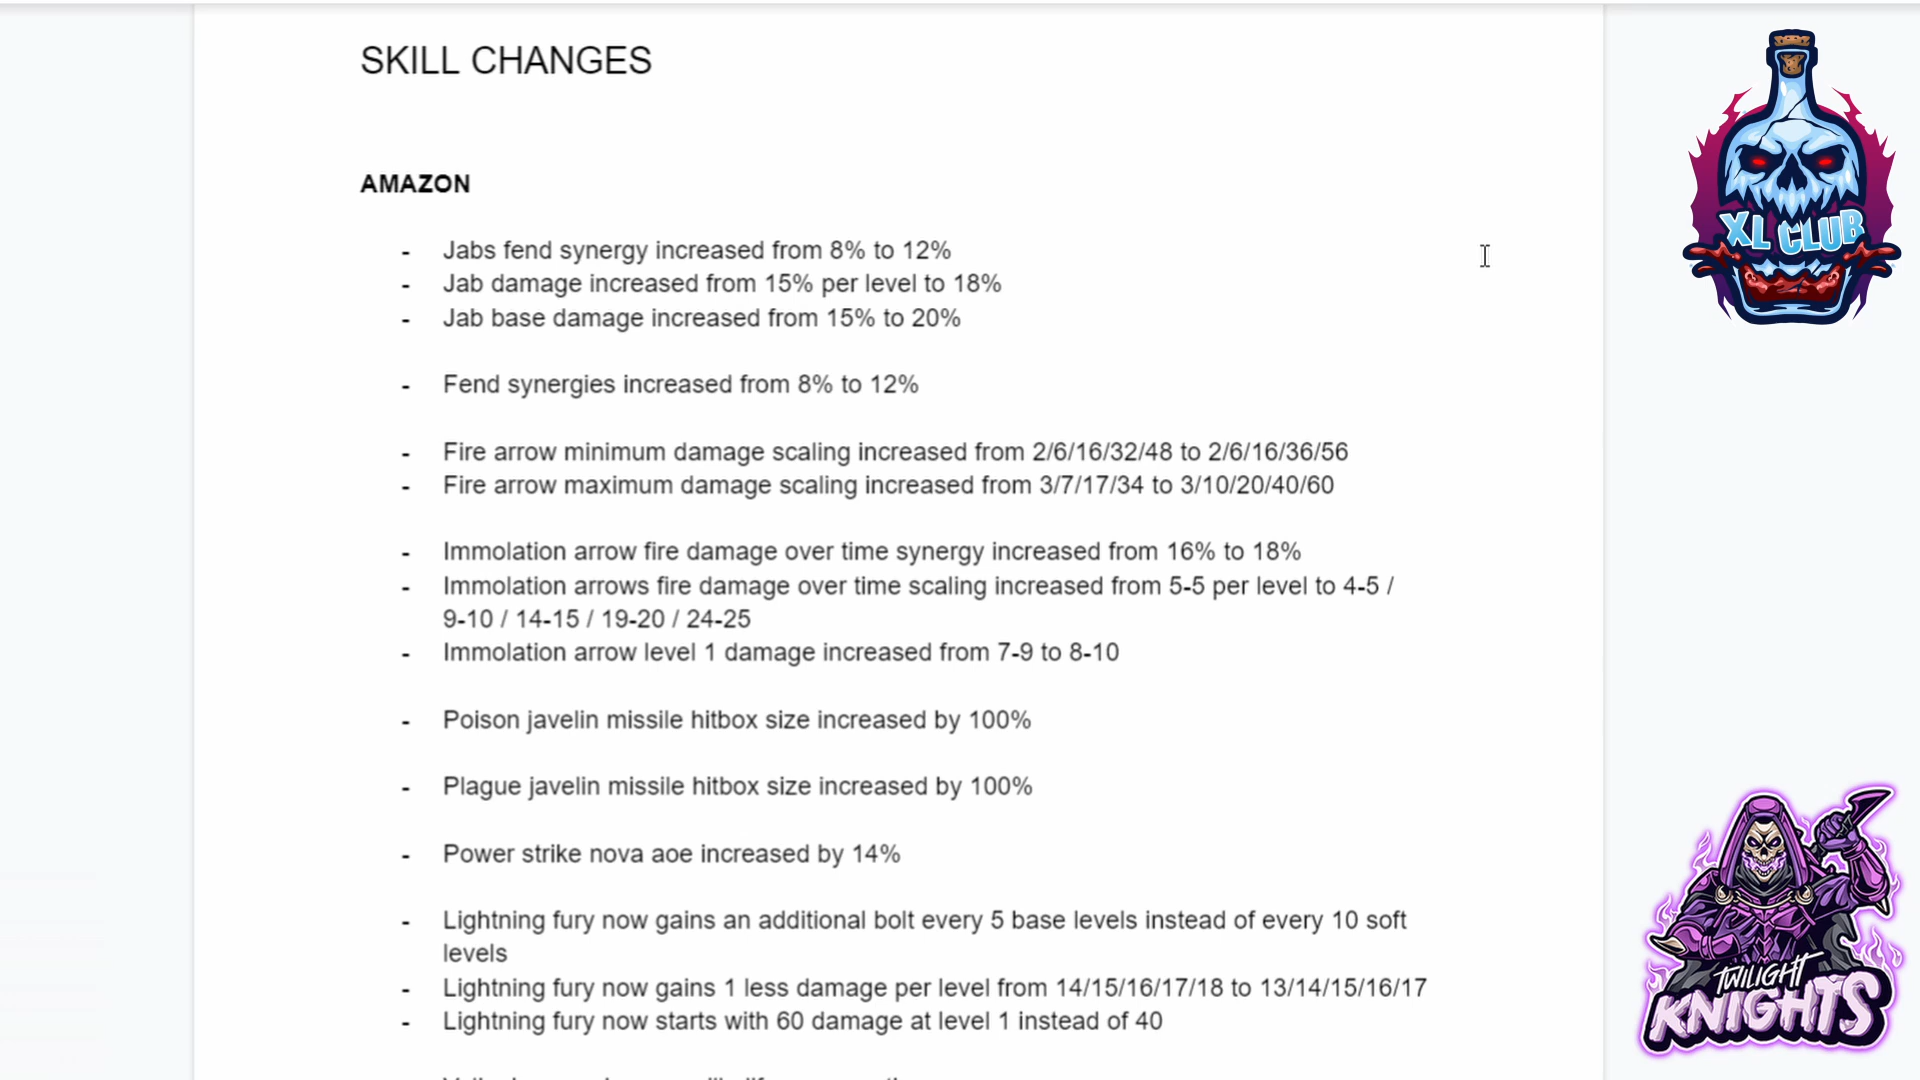 SKILL CHANGES
AMAZON
- Jabs fend synergy increased from 8% to 12%
- Jab damage increased from 15% per level to 18%
- Jab base damage increased from 15% to 20%
- Fend synergies increased from 8% to 12%
- Fire arrow minimum damage scaling increased from 2/6/16/32/48 to 2/6/16/36/56
- Fire arrow maximum damage scaling increased from 3/7/17/34 to 3/10/20/40/60
- Immolation arrow fire damage over time synergy increased from 16% to 18%
- Immolation arrows fire damage over time scaling increased from 5-5 per level to 4-5 /
9-10 / 14-15 / 19-20 / 24-25
- Immolation arrow level 1 damage increased from 7-9 to 8-10
- Poison javelin missile hitbox size increased by 100%
- Plague javelin missile hitbox size increased by 100%
- Power strike nova aoe increased by 14%
- Lightning fury now gains an additional bolt every 5 base levels instead of every 10 soft
levels
- Lightning fury now gains 1 less damage per level from 14/15/16/17/18 to 13/14/15/16/17
- Lightning fury now starts with 60 damage at level 1 instead of 40
XL CLUB
TWILIGHT
KNIGHTS